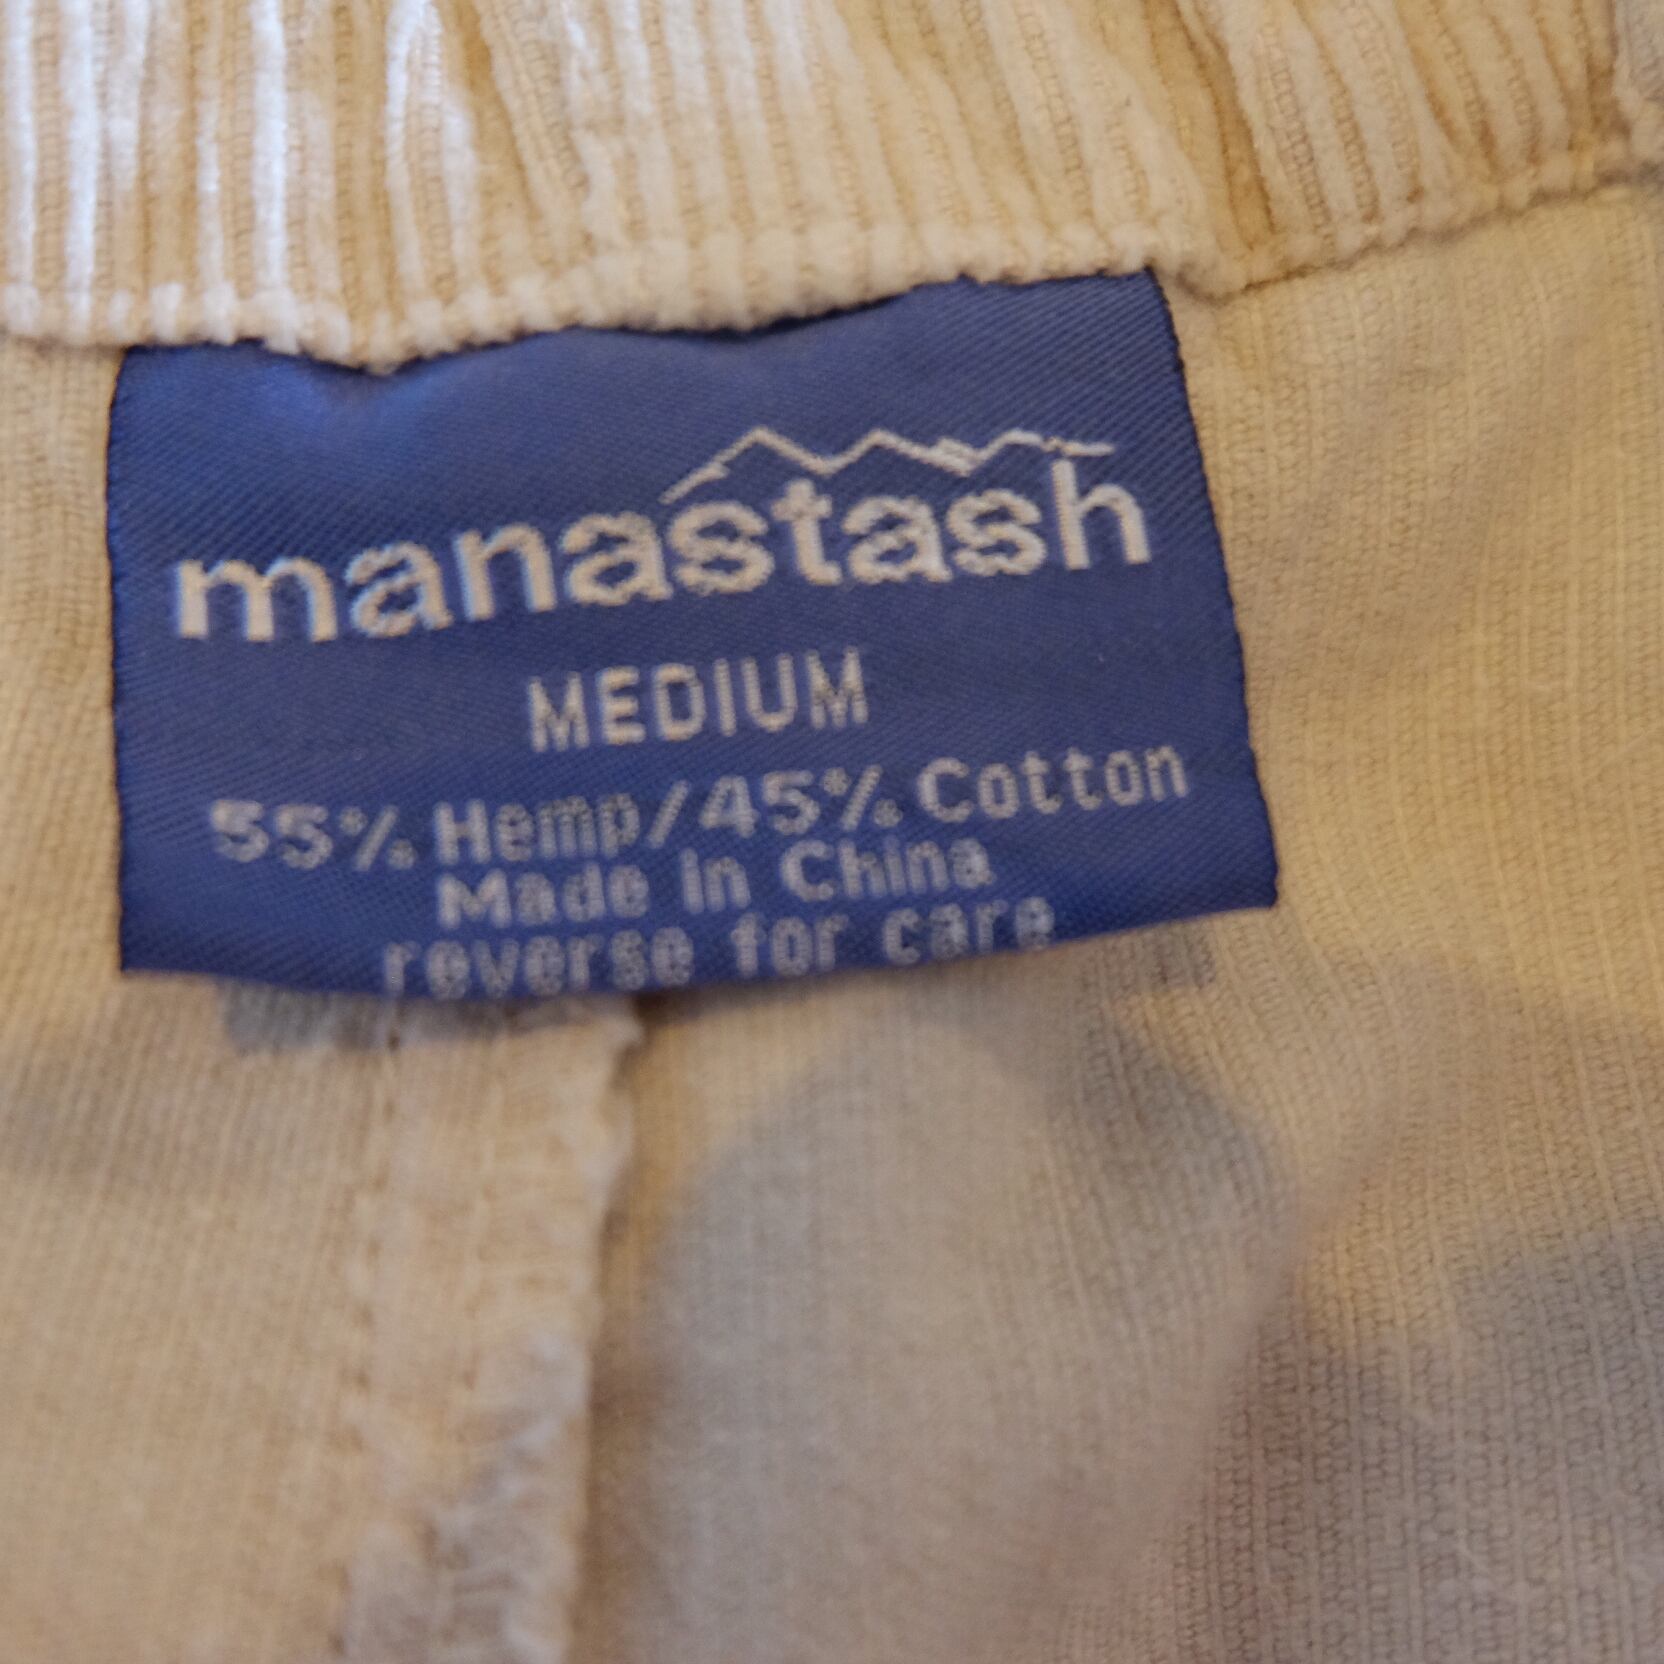 manastash
MEDIUM
55% Hemp/45% Cotton
Made in China
reverse for care